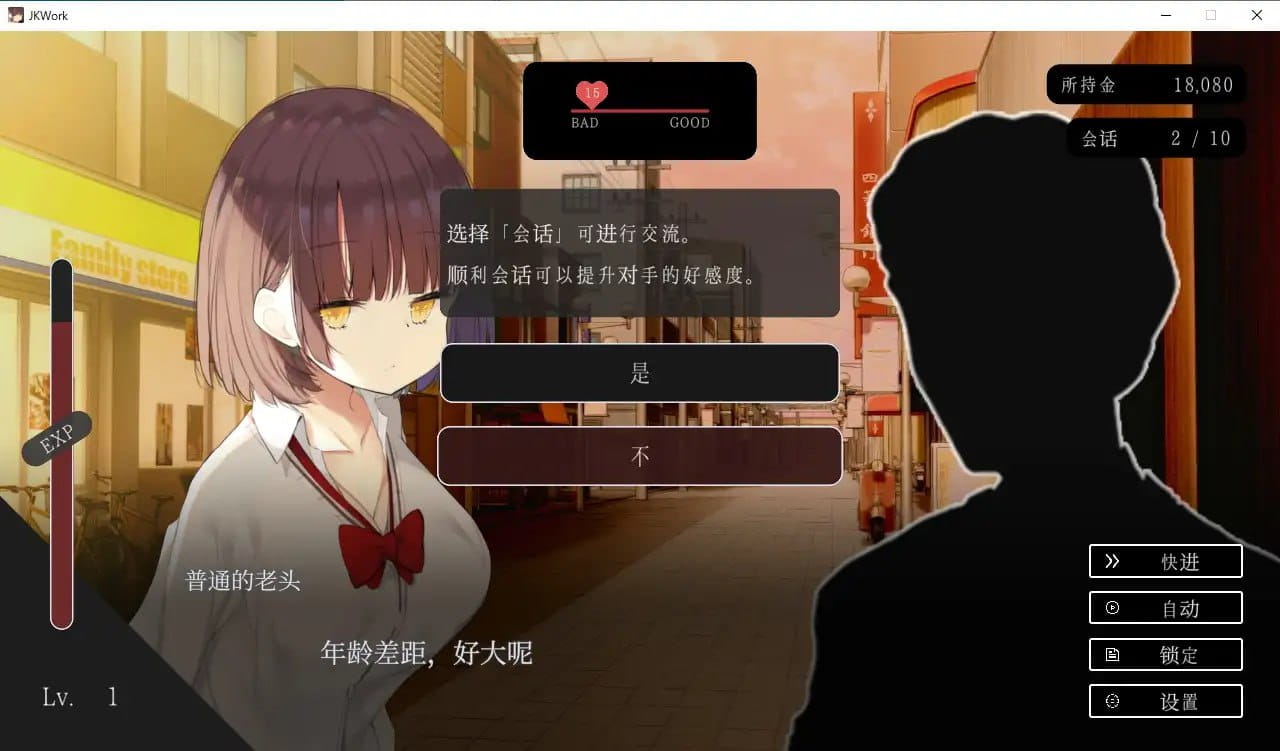 JKWork
15
BAD GOOD
所持金 18,080
会话 2 / 10
Family store
选择「会话」可进行交流。
顺利会话可以提升对手的好感度。
是
不
EXP
普通的老头
年龄差距，好大呢
Lv. 1
快进
自动
锁定
设置